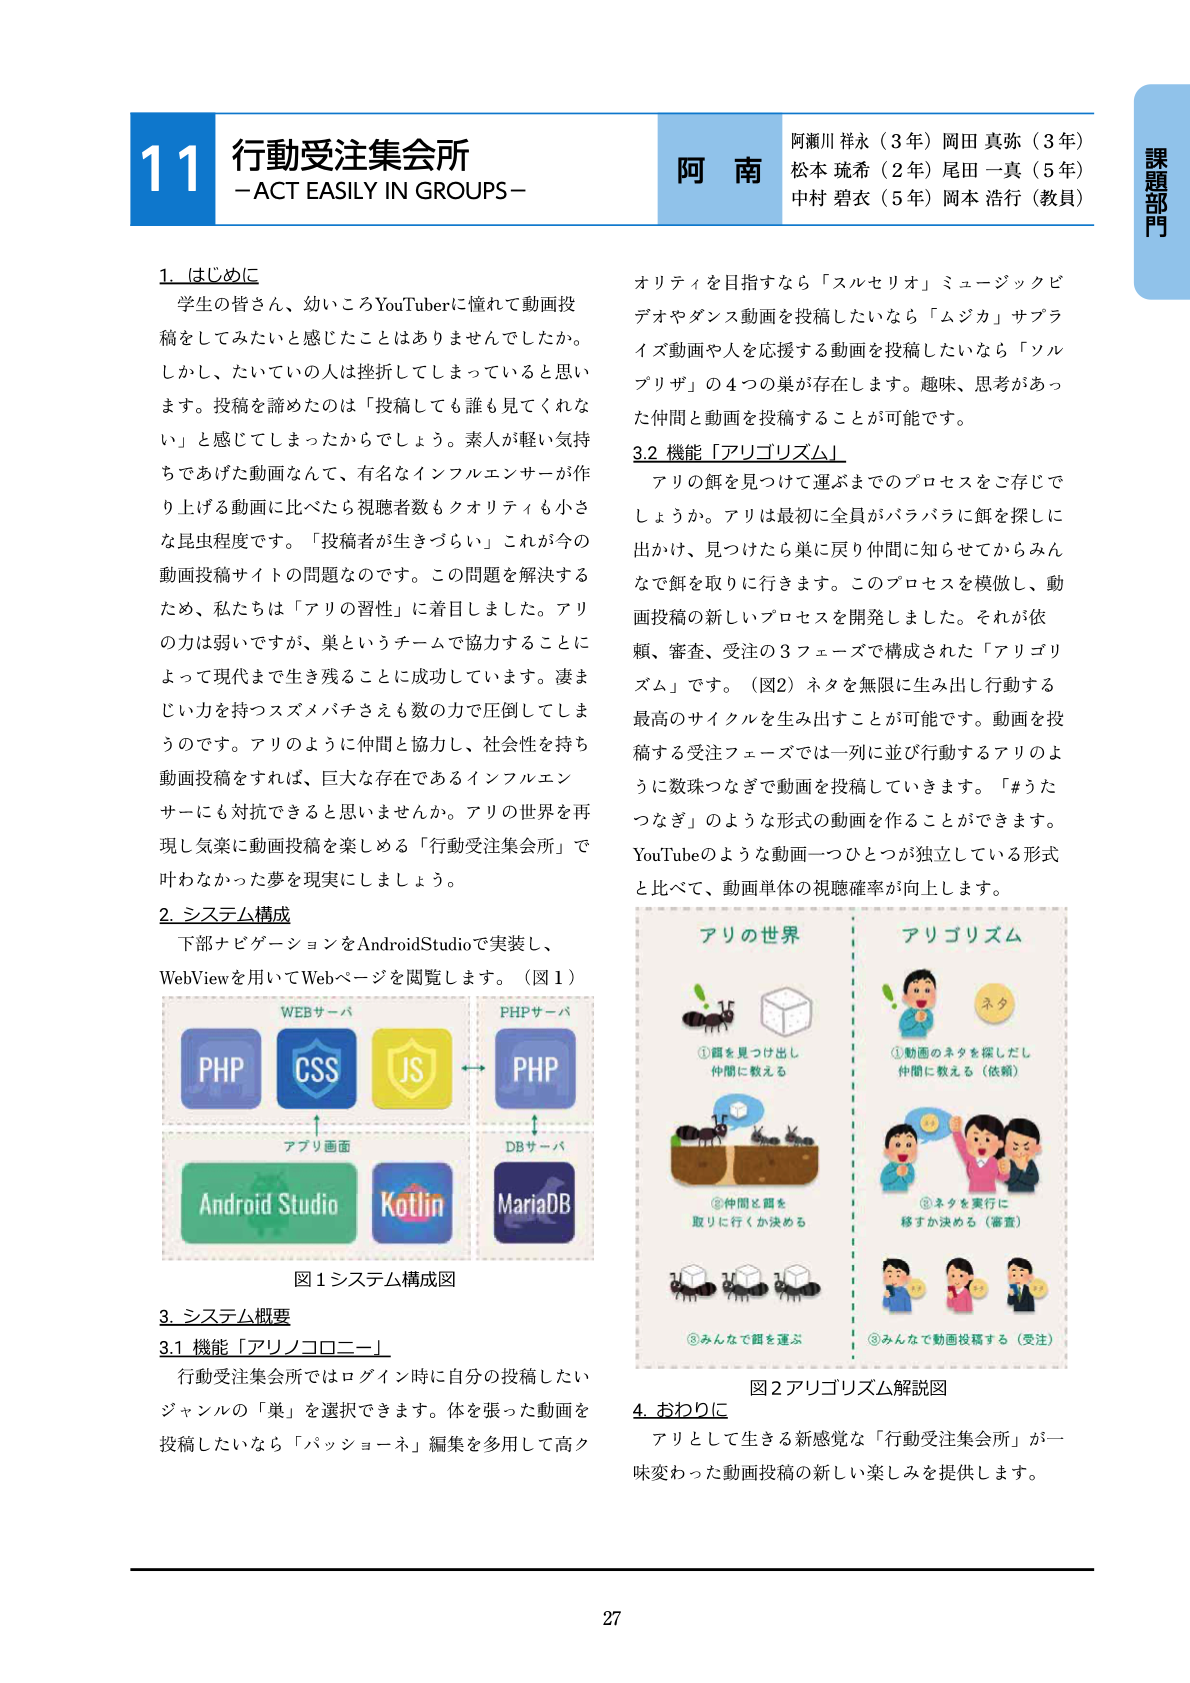 11
行動受注集会所
－ACT EASILY IN GROUPS－
阿 南
阿瀬川 祥永（３年）岡田 真弥（３年）
松本 琉希（２年）尾田 一真（５年）
中村 碧衣（５年）岡本 浩行（教員）
課題部門
1. はじめに
学生の皆さん、幼いころYouTuberに憧れて動画投
稿をしてみたいと感じたことはありませんでしたか。
しかし、たいていの人は挫折してしまっていると思い
ます。投稿を諦めたのは「投稿しても誰も見てくれな
い」と感じてしまったからでしょう。素人が軽い気持
ちであげた動画なんて、有名なインフルエンサーが作
り上げる動画に比べたら視聴者数もクオリティも小さ
な昆虫程度です。「投稿者が生きづらい」これが今の
動画投稿サイトの問題なのです。この問題を解決する
ため、私たちは「アリの習性」に着目しました。アリ
の力は弱いですが、巣というチームで協力することに
よって現代まで生き残ることに成功しています。凄ま
じい力を持つスズメバチさえも数の力で圧倒してしま
うのです。アリのように仲間と協力し、社会性を持ち
動画投稿をすれば、巨大な存在であるインフルエン
サーにも対抗できると思いませんか。アリの世界を再
現し気楽に動画投稿を楽しめる「行動受注集会所」で
叶わなかった夢を現実にしましょう。
2. システム構成
下部ナビゲーションをAndroidStudioで実装し、
WebViewを用いてWebページを閲覧します。（図１）
WEBサーバ
PHPサーバ
PHP
CSS
JS
PHP
アプリ画面
DBサーバ
Android Studio
Kotlin
MariaDB
図１システム構成図
3. システム概要
3.1 機能「アリノコロニー」
行動受注集会所ではログイン時に自分の投稿したい
ジャンルの「巣」を選択できます。体を張った動画を
投稿したいなら「パッショーネ」編集を多用して高ク
オリティを目指すなら「スルセリオ」ミュージックビ
デオやダンス動画を投稿したいなら「ムジカ」サプラ
イズ動画や人を応援する動画を投稿したいなら「ソル
プリザ」の４つの巣が存在します。趣味、思考があっ
た仲間と動画を投稿することが可能です。
3.2 機能「アリゴリズム」
アリの餌を見つけて運ぶまでのプロセスをご存じで
しょうか。アリは最初に全員がバラバラに餌を探しに
出かけ、見つけたら巣に戻り仲間に知らせてからみん
なで餌を取りに行きます。このプロセスを模倣し、動
画投稿の新しいプロセスを開発しました。それが依
頼、審査、受注の３フェーズで構成された「アリゴリ
ズム」です。（図2）ネタを無限に生み出し行動する
最高のサイクルを生み出すことが可能です。動画を投
稿する受注フェーズでは一列に並び行動するアリのよ
うに数珠つなぎで動画を投稿していきます。「#うた
つなぎ」のような形式の動画を作ることができます。
YouTubeのような動画一つひとつが独立している形式
と比べて、動画単体の視聴確率が向上します。
アリの世界
アリゴリズム
ネタ
①餌を見つけ出し
仲間に教える
①動画のネタを探しだし
仲間に教える（依頼）
②仲間と餌を
取りに行くか決める
②ネタを実行に
移すか決める（審査）
③みんなで餌を運ぶ
③みんなで動画投稿する（受注）
図２アリゴリズム解説図
4. おわりに
アリとして生きる新感覚な「行動受注集会所」が一
味変わった動画投稿の新しい楽しみを提供します。
27